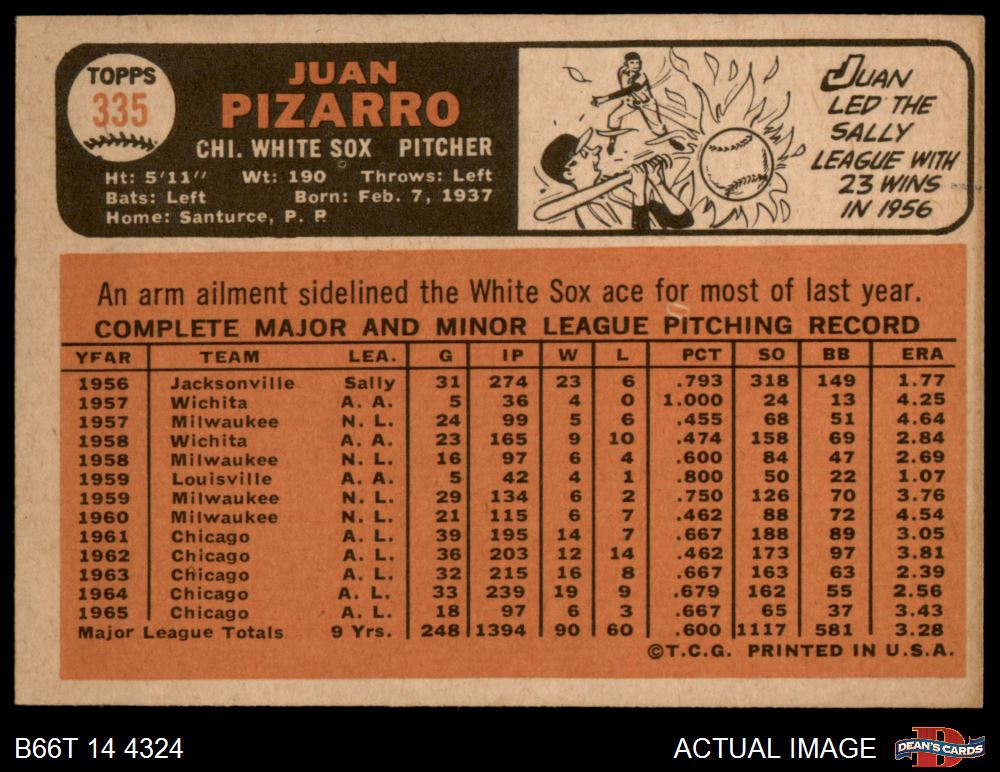 TOPPS
335
JUAN
PIZARRO
CHI. WHITE SOX PITCHER
Ht: 5'11" Wt: 190 Throws: Left
Bats: Left Born: Feb. 7, 1937
Home: Santurce, P. R
JUAN
LED THE
SALLY
LEAGUE WITH
23 WINS
IN 1956
An arm ailment sidelined the White Sox ace for most of last year.
COMPLETE MAJOR AND MINOR LEAGUE PITCHING RECORD
YEAR TEAM LEA. G IP W L PCT SO BB ERA
1956 Jacksonville Sally 31 274 23 6 .793 318 149 1.77
1957 Wichita A. A. 5 36 4 0 1.000 24 13 4.25
1957 Milwaukee N. L. 24 99 5 6 .455 68 51 4.64
1958 Wichita A. A. 23 165 9 10 .474 158 69 2.84
1958 Milwaukee N. L. 16 97 6 4 .600 84 47 2.69
1959 Louisville A. A. 5 42 4 1 .800 50 22 1.07
1959 Milwaukee N. L. 29 134 6 2 .750 126 70 3.76
1960 Milwaukee N. L. 21 115 6 7 .462 88 72 4.54
1961 Chicago A. L. 39 195 14 7 .667 188 89 3.05
1962 Chicago A. L. 36 203 12 14 .462 173 97 3.81
1963 Chicago A. L. 32 215 16 8 .667 163 63 2.39
1964 Chicago A. L. 33 239 19 9 .679 162 55 2.56
1965 Chicago A. L. 18 97 6 3 .667 65 37 3.43
Major League Totals 9 Yrs. 248 1394 90 60 .600 1117 581 3.28
©T.C.G. PRINTED IN U.S.A.
B66T 14 4324
ACTUAL IMAGE
D
DEAN'S CARDS